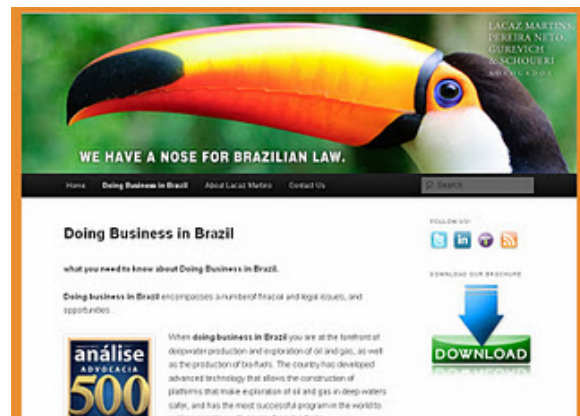 LACAZ MARTINS,
PEREIRA NETO,
GUREVICH
& SCHOUERI
ADVOGADOS
WE HAVE A NOSE FOR BRAZILIAN LAW.
Home Doing Business in Brazil About Lacaz Martins Contact Us Search
Doing Business in Brazil
what you need to know about Doing Business in Brazil.
Doing business in Brazil encompasses a number of finacial and legal issues, and
opportunities.
FOLLOW US!
in
DOWNLOAD OUR BROCHURE
DOWNLOAD
análise
ADVOCACIA
500
When doing business in Brazil you are at the forefront of
deepwater production and exploration of oil and gas, as well
as the production of bio-fuels. The country has developed
advanced technology that allows the construction of
platforms that make exploration of oil and gas in deep waters
safer, and has the most successful program in the world to